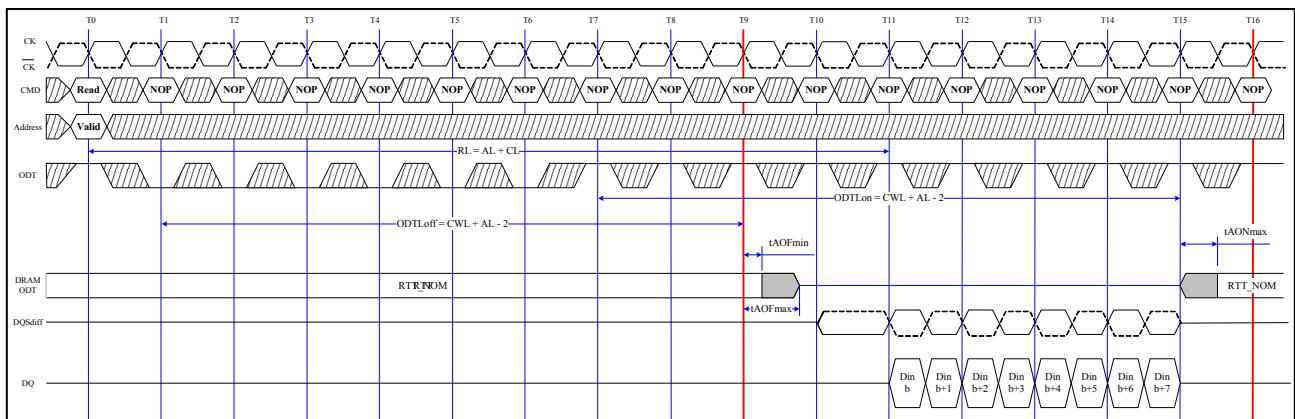 T0 T1 T2 T3 T4 T5 T6 T7 T8 T9 T10 T11 T12 T13 T14 T15 T16
CK
CK
CMD Read NOP NOP NOP NOP NOP NOP NOP NOP NOP NOP NOP NOP NOP NOP NOP NOP
Address Valid
RL = AL + CL
ODT
ODTLon = CWL + AL - 2
ODTLoff = CWL + AL - 2
tAOFmin
tAONmax
DRAM
ODT
RTT_NOM
RTT_NOM
tAOFmax
DQSdiff
DQ
Din b
Din b+1
Din b+2
Din b+3
Din b+4
Din b+5
Din b+6
Din b+7